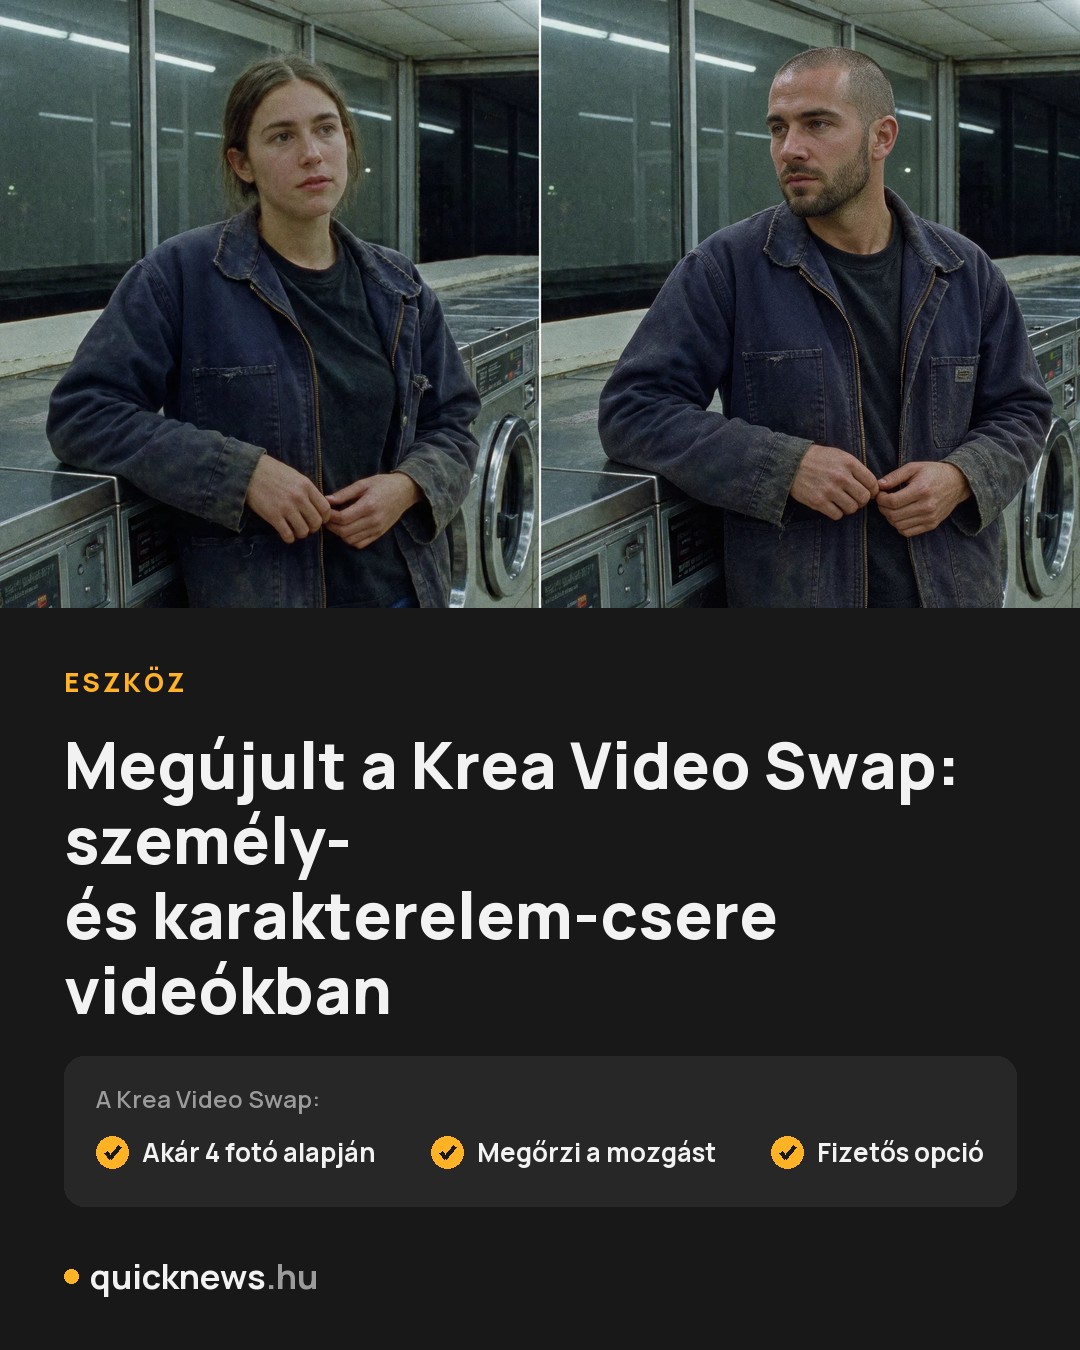 ESZKÖZ
Megújult a Krea Video Swap:
személy-
és karakterelem-csere
videókban
A Krea Video Swap:
Akár 4 fotó alapján
Megőrzi a mozgást
Fizetős opció
quicknews.hu